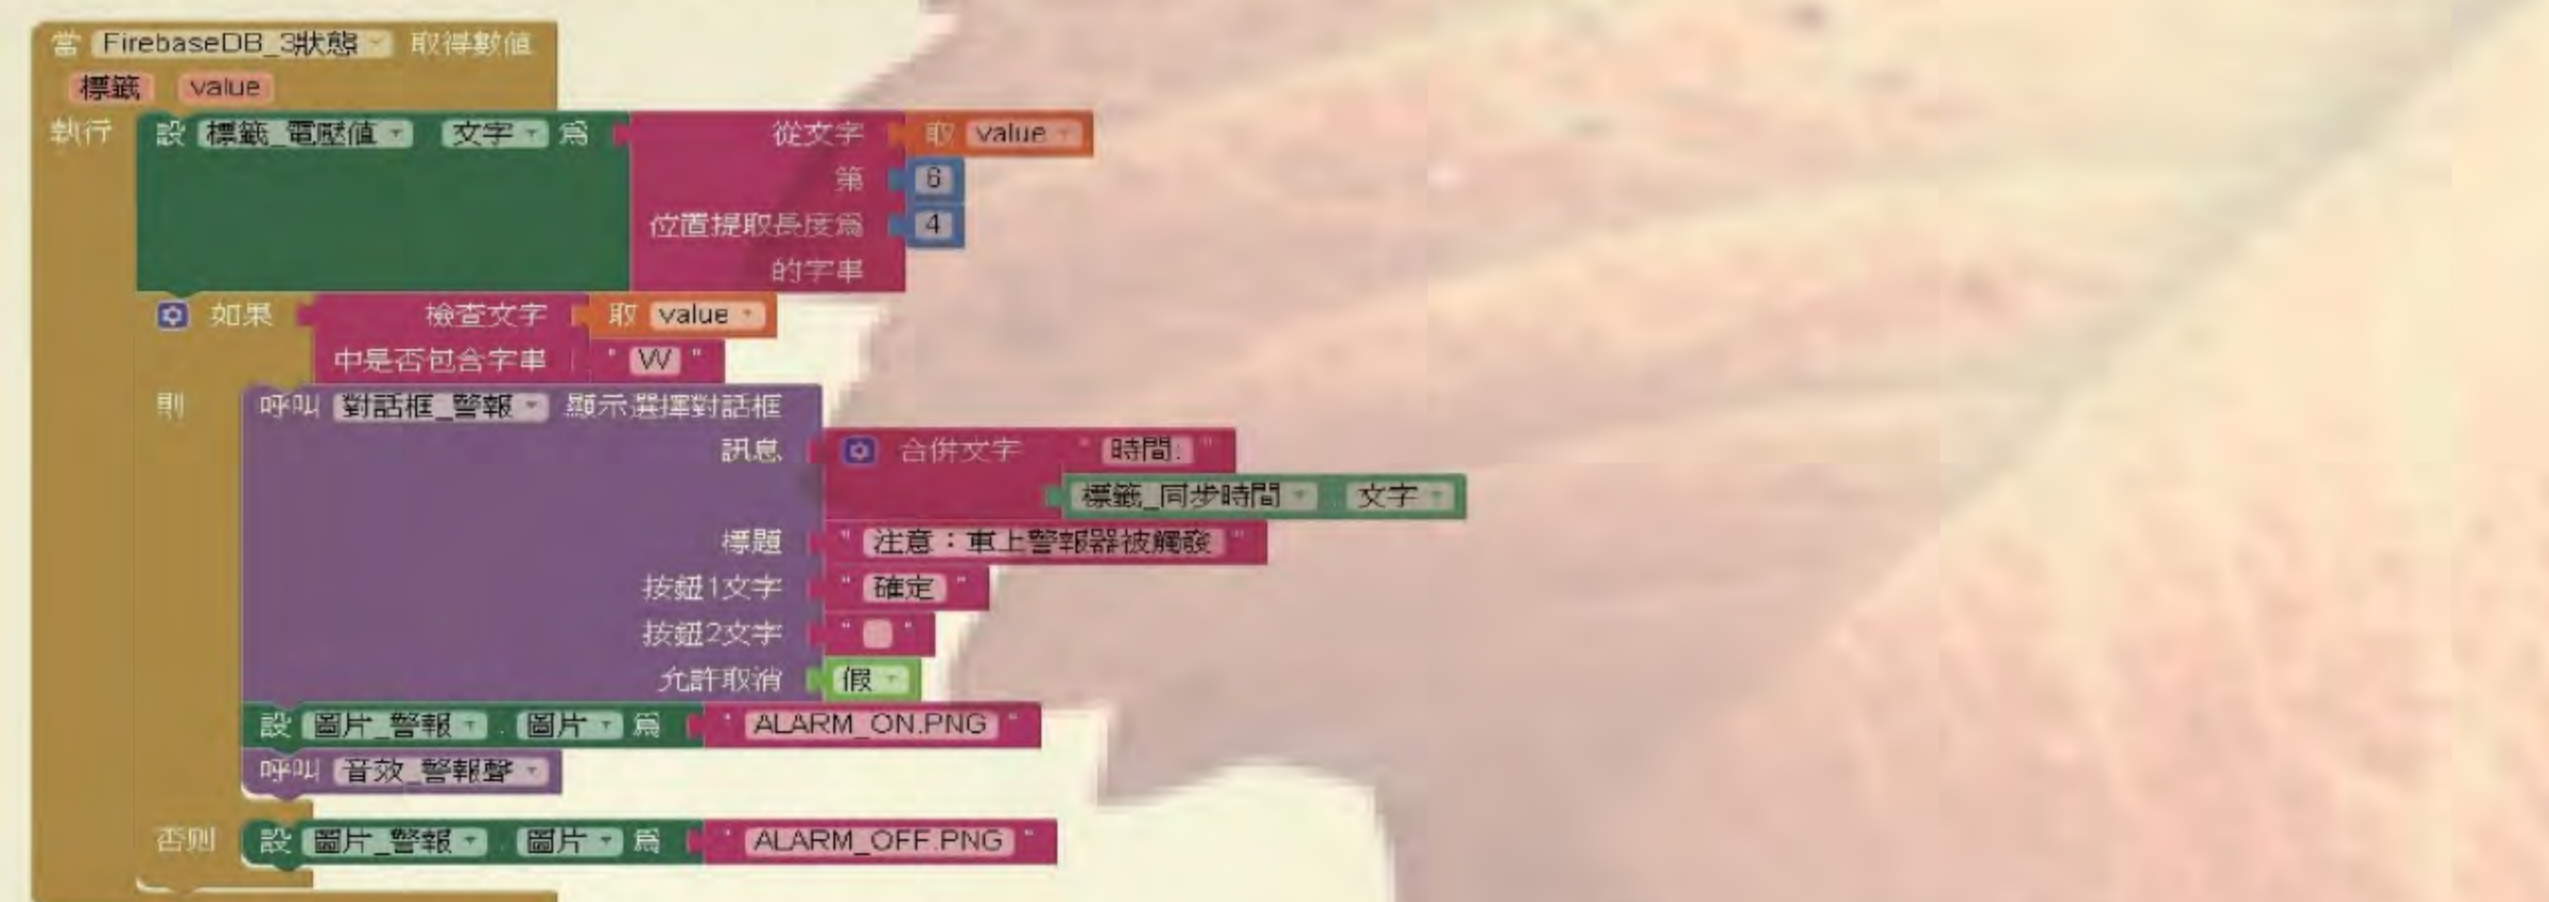 當 FirebaseDB_3狀態 取得數值
標籤 value
執行 設 標籤_電壓值 . 文字 為 從文字 取 value
第 6
位置提取長度為 4
的字串
如果 檢查文字 取 value
中是否包含字串 " W "
則 呼叫 對話框_警報 顯示選擇對話框
訊息 合併文字 " 時間: "
標籤_同步時間 . 文字
標題 " 注意：車上警報器被觸發 "
按鈕1文字 " 確定 "
按鈕2文字 " "
允許取消 假
設 圖片_警報 . 圖片 為 " ALARM_ON.PNG "
呼叫 音效_警報聲
否則 設 圖片_警報 . 圖片 為 " ALARM_OFF.PNG "